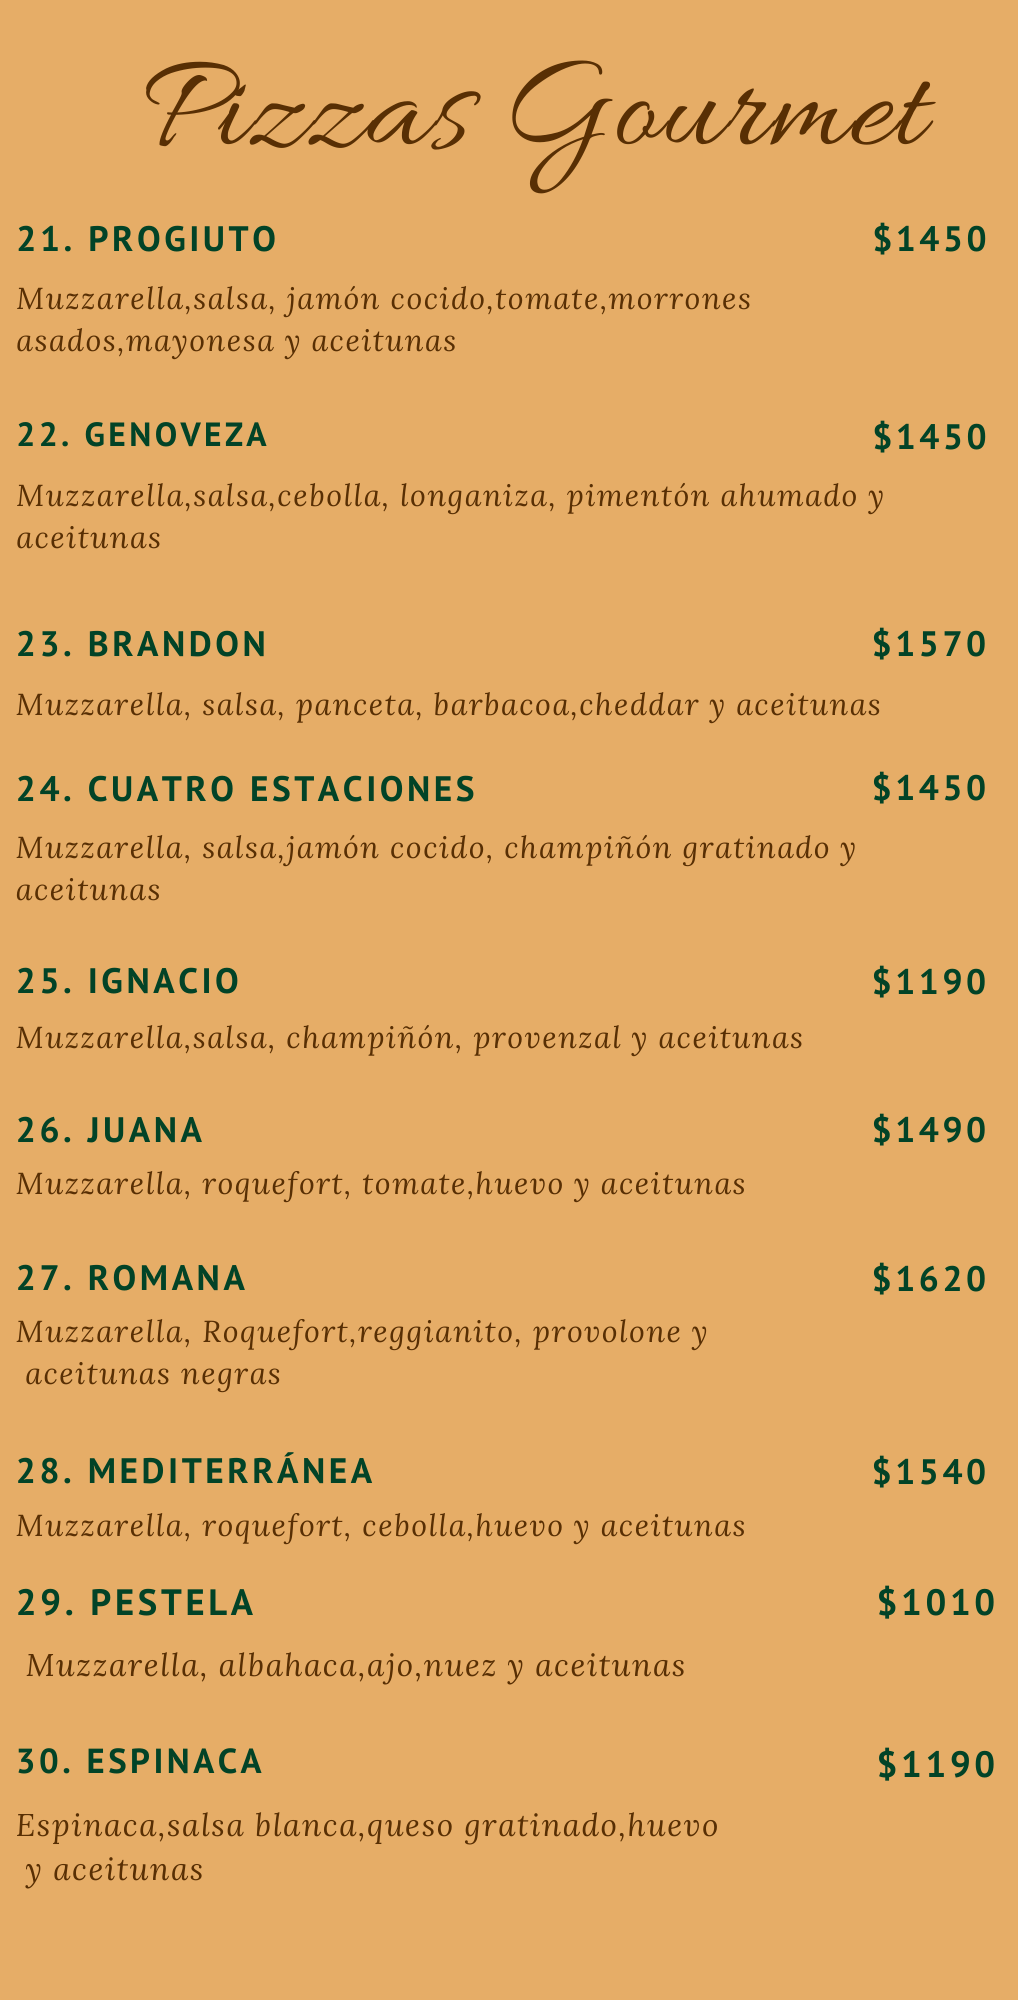 Pizzas Gourmet
21. PROGIUTO $1450
Muzzarella,salsa, jamón cocido,tomate,morrones
asados,mayonesa y aceitunas
22. GENOVEZA $1450
Muzzarella,salsa,cebolla, longaniza, pimentón ahumado y
aceitunas
23. BRANDON $1570
Muzzarella, salsa, panceta, barbacoa,cheddar y aceitunas
24. CUATRO ESTACIONES $1450
Muzzarella, salsa,jamón cocido, champiñón gratinado y
aceitunas
25. IGNACIO $1190
Muzzarella,salsa, champiñón, provenzal y aceitunas
26. JUANA $1490
Muzzarella, roquefort, tomate,huevo y aceitunas
27. ROMANA $1620
Muzzarella, Roquefort,reggianito, provolone y
aceitunas negras
28. MEDITERRÁNEA $1540
Muzzarella, roquefort, cebolla,huevo y aceitunas
29. PESTELA $1010
Muzzarella, albahaca,ajo,nuez y aceitunas
30. ESPINACA $1190
Espinaca,salsa blanca,queso gratinado,huevo
y aceitunas